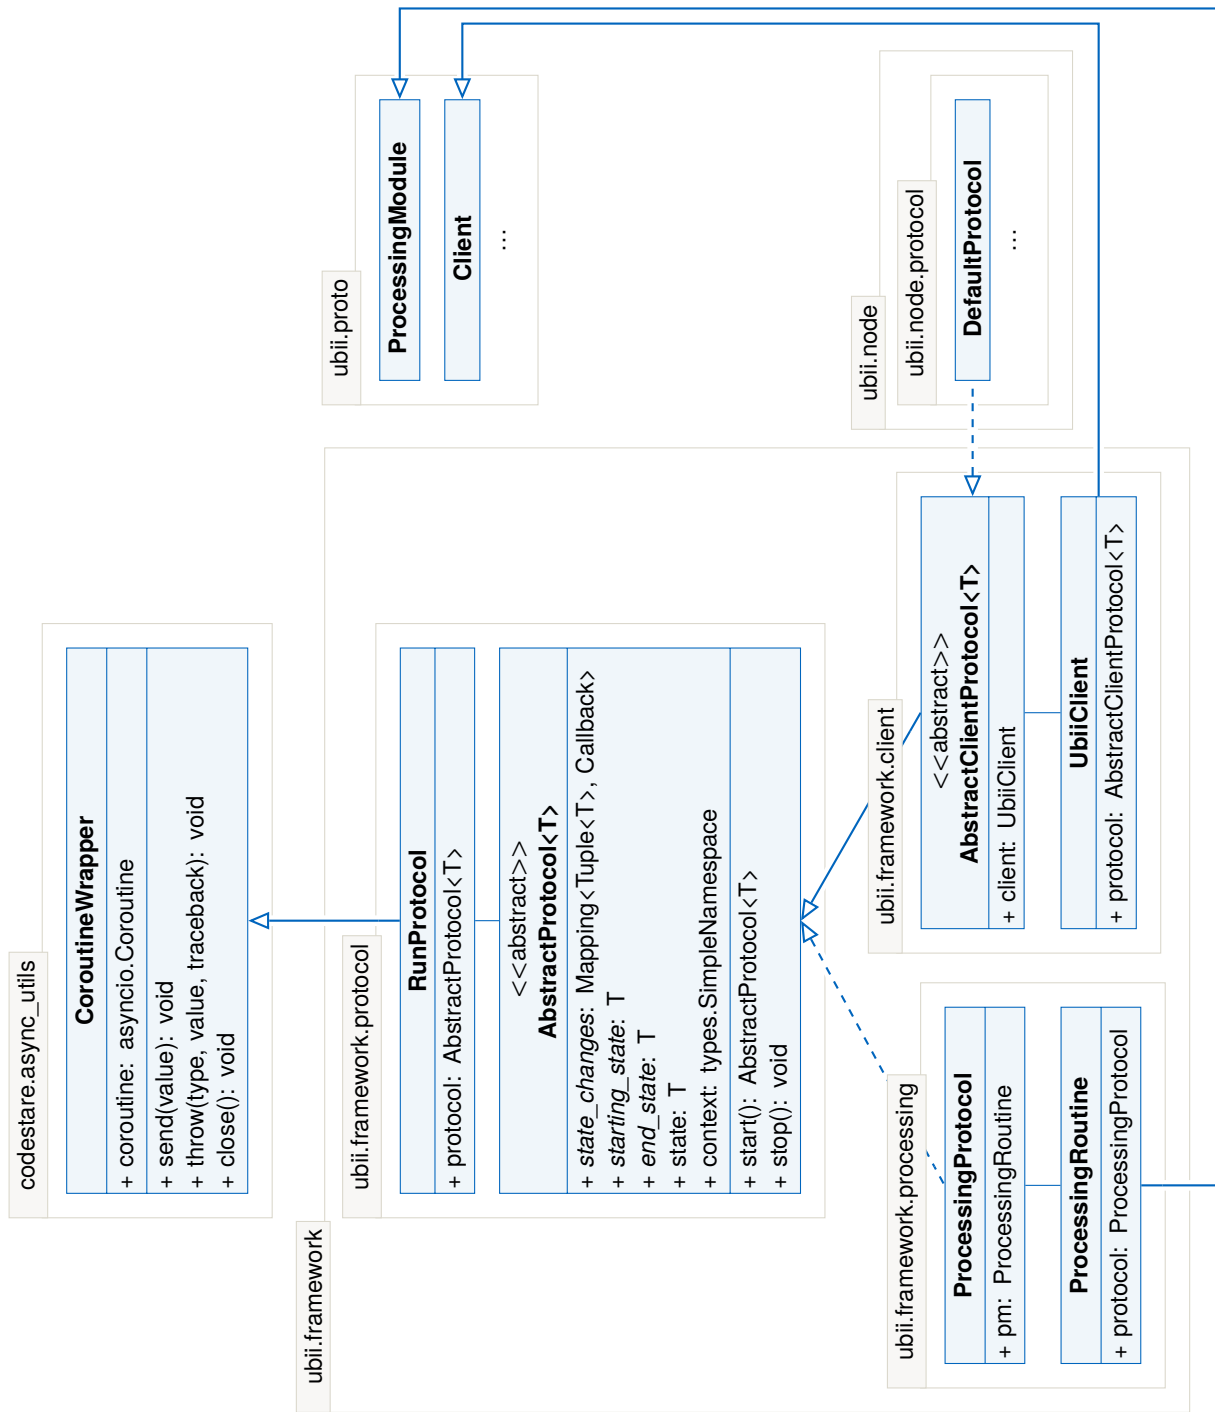 codestare.async_utils
CoroutineWrapper
+ coroutine: asyncio.Coroutine
+ send(value): void
+ throw(type, value, traceback): void
+ close(): void
ubii.proto
ProcessingModule
Client
...
ubii.framework
ubii.framework.protocol
RunProtocol
+ protocol: AbstractProtocol<T>
<<abstract>>
AbstractProtocol<T>
+ state_changes: Mapping<Tuple<T>, Callback>
+ starting_state: T
+ end_state: T
+ state: T
+ context: types.SimpleNamespace
+ start(): AbstractProtocol<T>
+ stop(): void
ubii.framework.processing
ProcessingProtocol
+ pm: ProcessingRoutine
ProcessingRoutine
+ protocol: ProcessingProtocol
ubii.framework.client
<<abstract>>
AbstractClientProtocol<T>
+ client: UbiiClient
UbiiClient
+ protocol: AbstractClientProtocol<T>
ubii.node
ubii.node.protocol
DefaultProtocol
...